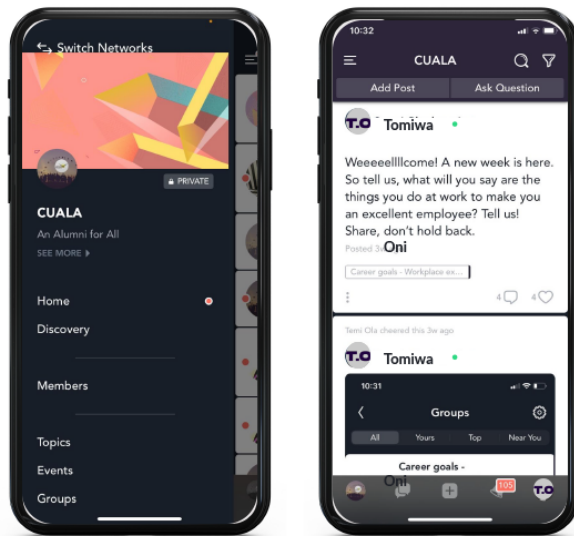 Switch Networks
PRIVATE
CUALA
An Alumni for All
SEE MORE
Home
Discovery
Members
Topics
Events
Groups
10:32
CUALA
Add Post
Ask Question
T.O
Tomiwa
Weeeeellllcome! A new week is here.
So tell us, what will you say are the
things you do at work to make you
an excellent employee? Tell us!
Share, don't hold back.
Posted 3w
Oni
Career goals - Workplace ex...
4
4
Temi Ola cheered this 3w ago
T.O
Tomiwa
10:31
Groups
All
Yours
Top
Near You
Career goals -
Oni
105
T.O